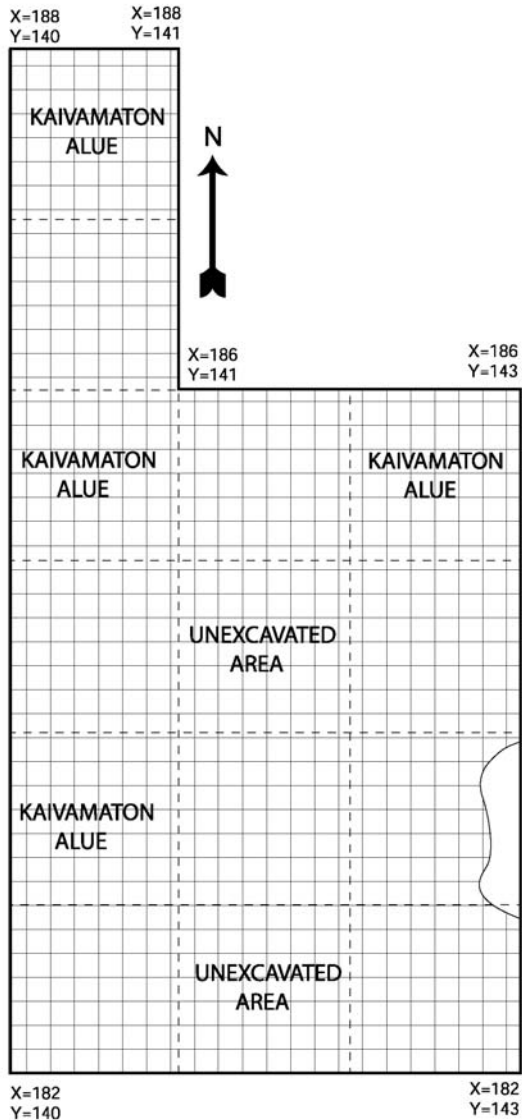 X=188
Y=140
X=188
Y=141
KAIVAMATON
ALUE
N
X=186
Y=141
X=186
Y=143
KAIVAMATON
ALUE
KAIVAMATON
ALUE
UNEXCAVATED
AREA
KAIVAMATON
ALUE
UNEXCAVATED
AREA
X=182
Y=140
X=182
Y=143